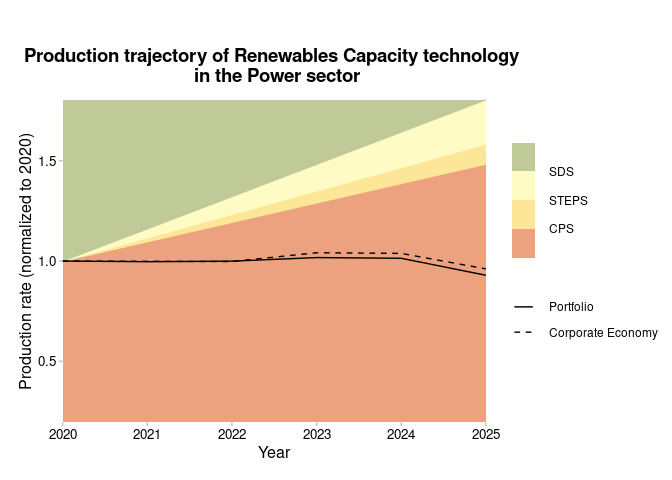 Production trajectory of Renewables Capacity technology
in the Power sector
Production rate (normalized to 2020)
1.5
1.0
0.5
2020
2021
2022
2023
2024
2025
Year
SDS
STEPS
CPS
Portfolio
Corporate Economy